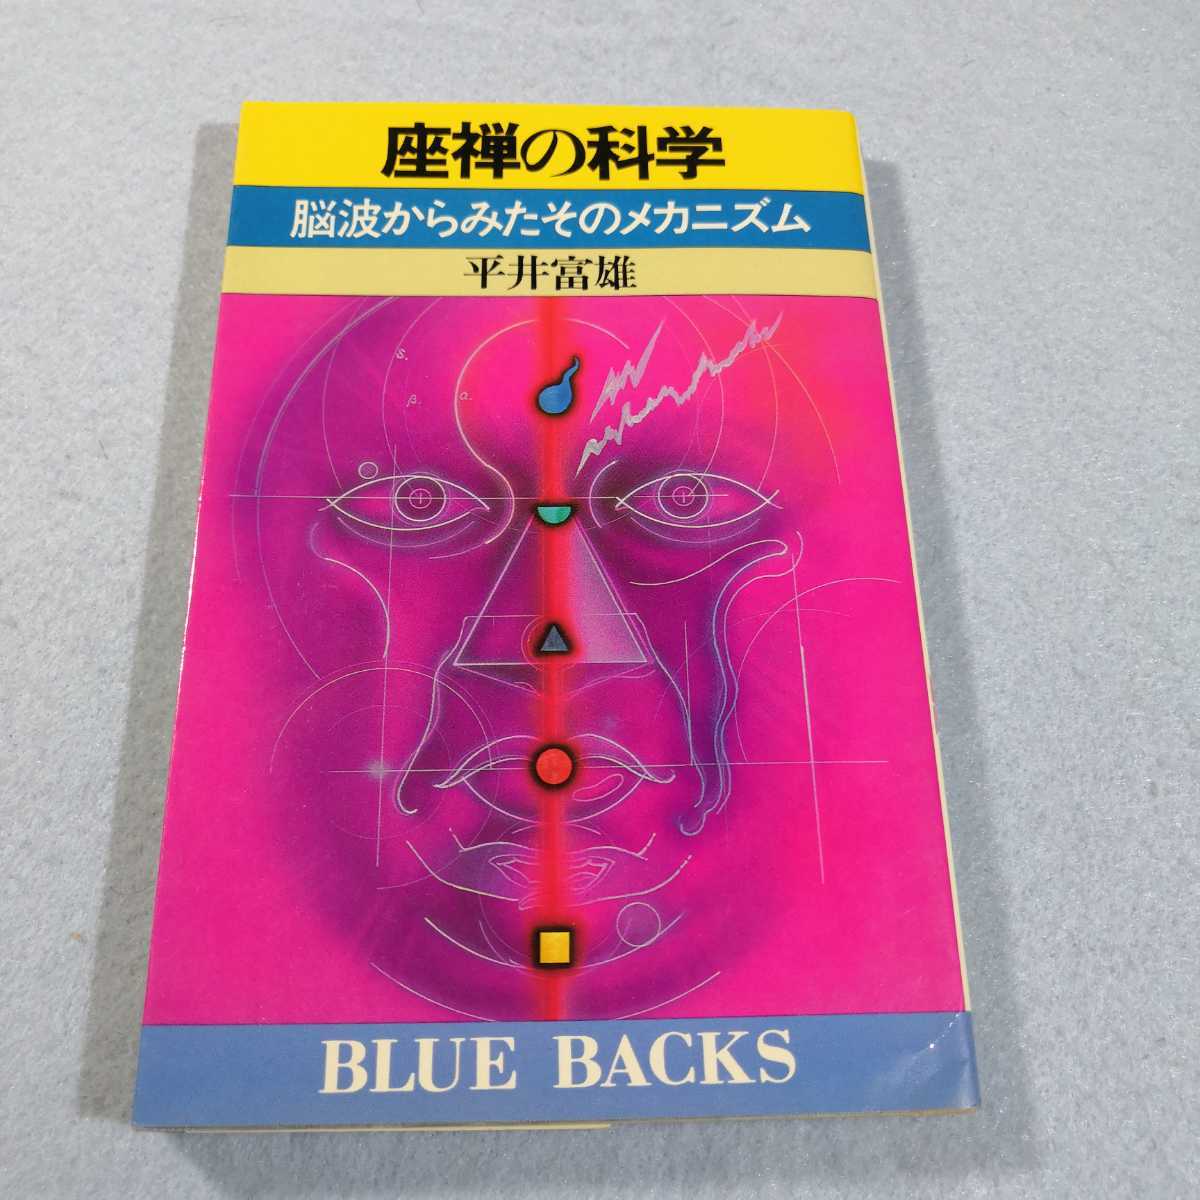 座禅の科学
脳波からみたそのメカニズム
平井富雄
s.
β.
α.
BLUE BACKS